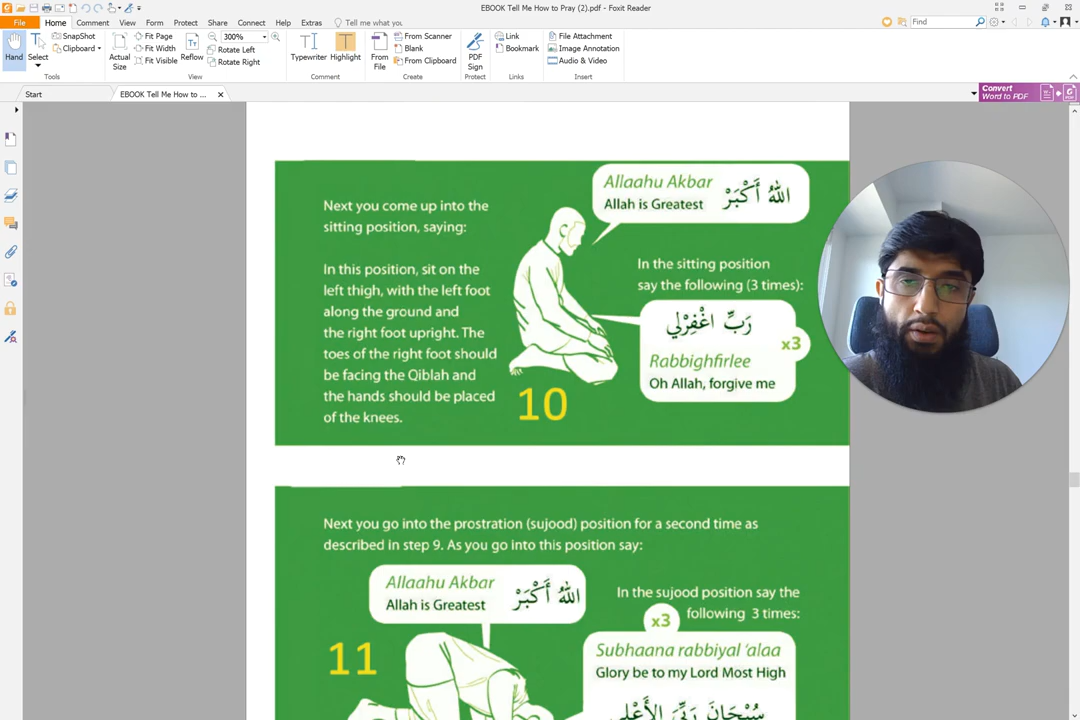 EBOOK Tell Me How to Pray (2).pdf - Foxit Reader
File Home Comment View Form Protect Share Connect Help Extras Tell me what you Find
SnapShot Fit Page 300% From Scanner Link File Attachment
Clipboard Fit Width Rotate Left Blank Bookmark Image Annotation
Fit Visible Rotate Right From Clipboard Audio & Video
Hand Select Actual Size Reflow Typewriter Highlight From File PDF Sign
Tools View Comment Create Protect Links Insert
Start EBOOK Tell Me How to ... Convert Word to PDF
Allaahu Akbar
Allah is Greatest
اللهُ أَكْبَرْ
Next you come up into the
sitting position, saying:
In this position, sit on the
left thigh, with the left foot
along the ground and
the right foot upright. The
toes of the right foot should
be facing the Qiblah and
the hands should be placed
of the knees.
In the sitting position
say the following (3 times):
رَبِّ اغْفِرْلِي
x3
Rabbighfirlee
Oh Allah, forgive me
10
Next you go into the prostration (sujood) position for a second time as
described in step 9. As you go into this position say:
Allaahu Akbar
Allah is Greatest
اللهُ أَكْبَرْ
In the sujood position say the
following 3 times:
x3
11
Subhaana rabbiyal ‘alaa
Glory be to my Lord Most High
سُبْحَانَ رَبِّيَ الأَعْلى